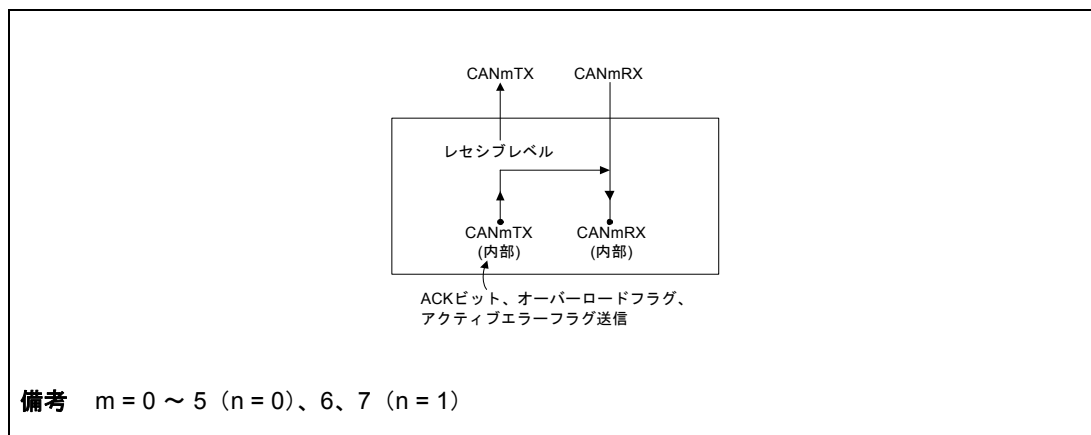 CANmTX CANmRX
レセシブレベル
CANmTX CANmRX
(内部) (内部)
ACKビット、オーバーロードフラグ、
アクティブエラーフラグ送信
備考 m = 0 ～ 5（n = 0）、6、7（n = 1）